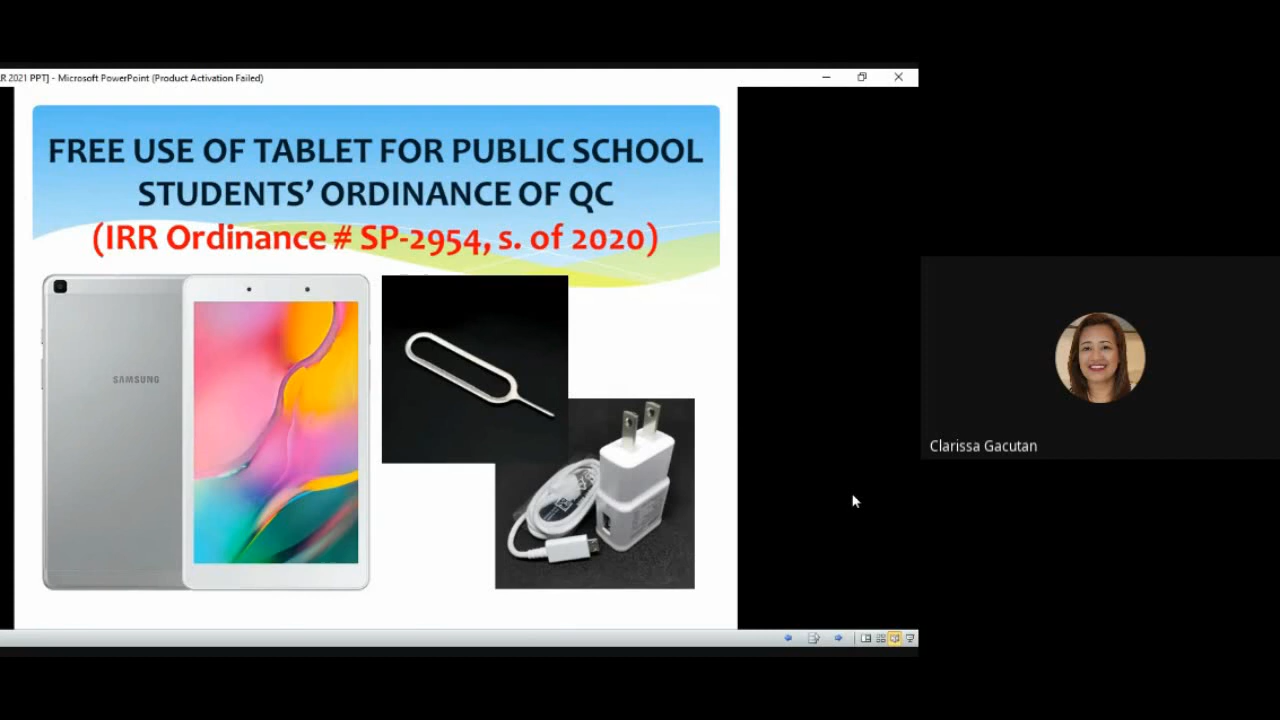 R 2021 PPT] - Microsoft PowerPoint (Product Activation Failed)
FREE USE OF TABLET FOR PUBLIC SCHOOL
STUDENTS' ORDINANCE OF QC
(IRR Ordinance # SP-2954, s. of 2020)
SAMSUNG
Clarissa Gacutan